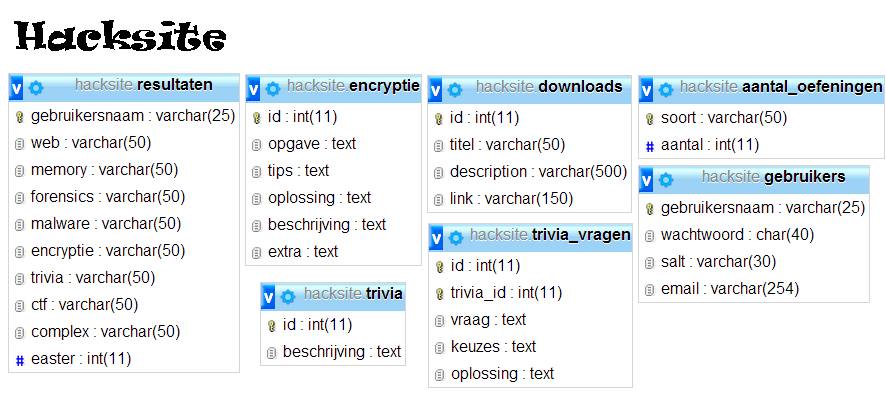 Hacksite
hacksite.resultaten
gebruikersnaam : varchar(25)
web : varchar(50)
memory : varchar(50)
forensics : varchar(50)
malware : varchar(50)
encryptie : varchar(50)
trivia : varchar(50)
ctf : varchar(50)
complex : varchar(50)
# easter : int(11)
hacksite.encryptie
id : int(11)
opgave : text
tips : text
oplossing : text
beschrijving : text
extra : text
hacksite.trivia
id : int(11)
beschrijving : text
hacksite.downloads
id : int(11)
titel : varchar(50)
description : varchar(500)
link : varchar(150)
hacksite.trivia_vragen
id : int(11)
trivia_id : int(11)
vraag : text
keuzes : text
oplossing : text
hacksite.aantal_oefeningen
soort : varchar(50)
# aantal : int(11)
hacksite.gebruikers
gebruikersnaam : varchar(25)
wachtwoord : char(40)
salt : varchar(30)
email : varchar(254)